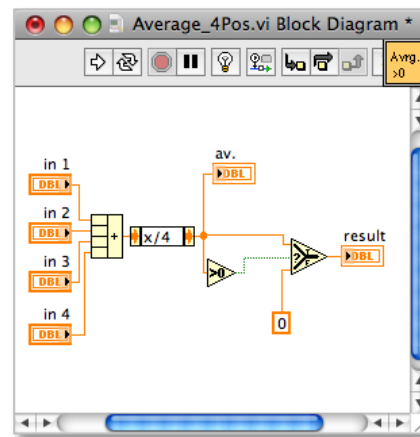 Average_4Pos.vi Block Diagram *
Avrg.
>0
av.
DBL
in 1
DBL
in 2
DBL
+
x/4
in 3
DBL
>0
?
T
F
result
DBL
in 4
DBL
0